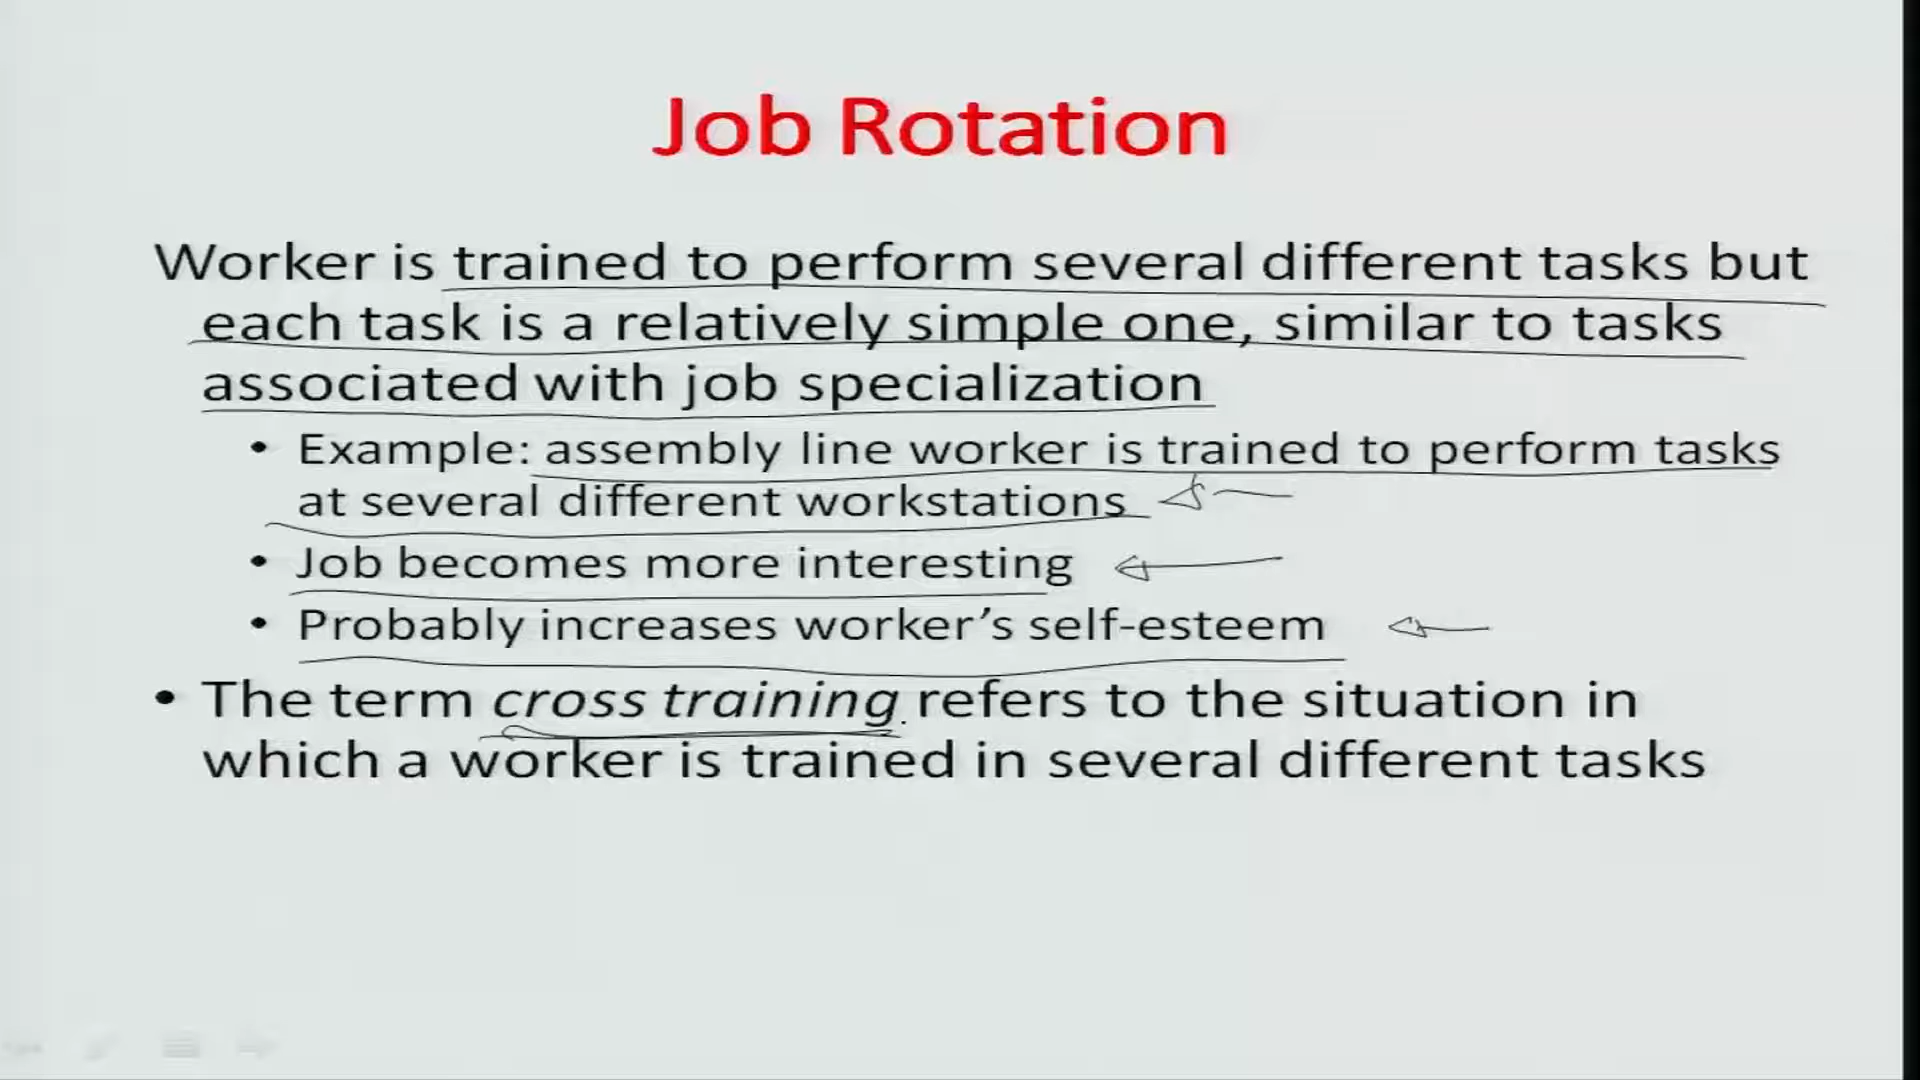 Job Rotation
Worker is trained to perform several different tasks but
each task is a relatively simple one, similar to tasks
associated with job specialization
• Example: assembly line worker is trained to perform tasks
at several different workstations
• Job becomes more interesting
• Probably increases worker’s self-esteem
• The term cross training refers to the situation in
which a worker is trained in several different tasks